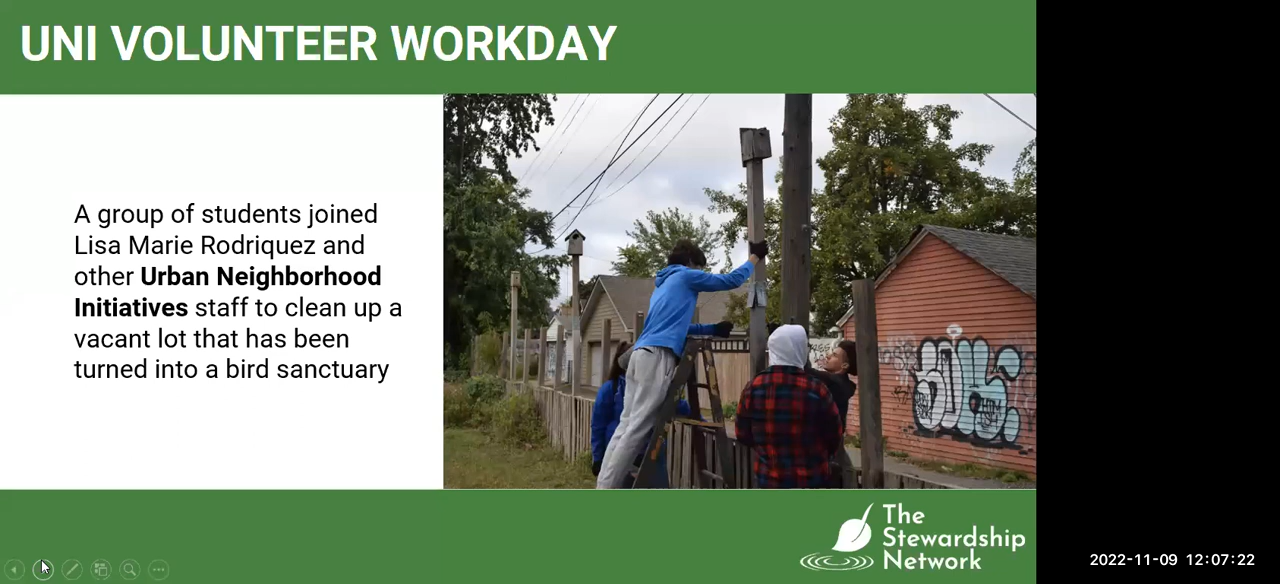 UNI VOLUNTEER WORKDAY
A group of students joined
Lisa Marie Rodriquez and
other Urban Neighborhood
Initiatives staff to clean up a
vacant lot that has been
turned into a bird sanctuary
The
Stewardship
Network
2022-11-09 12:07:22